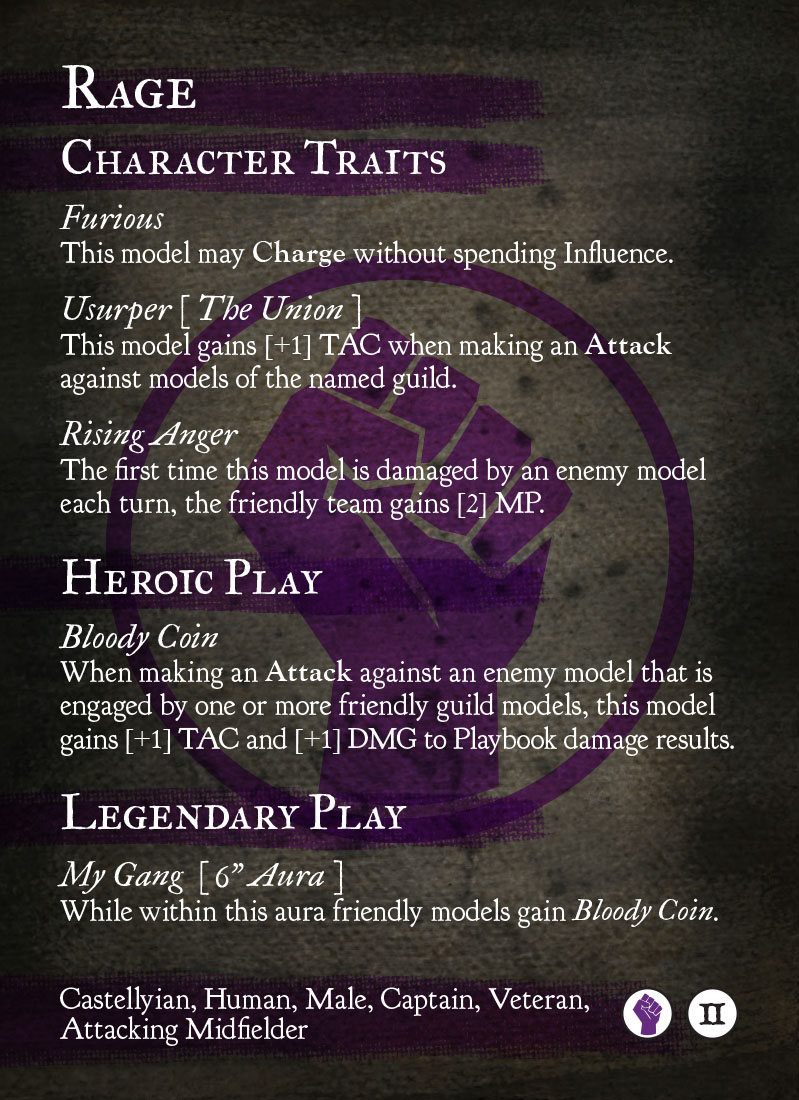 Rage
Character Traits
Furious
This model may Charge without spending Influence.
Usurper [ The Union ]
This model gains [+1] TAC when making an Attack
against models of the named guild.
Rising Anger
The first time this model is damaged by an enemy model
each turn, the friendly team gains [2] MP.
Heroic Play
Bloody Coin
When making an Attack against an enemy model that is
engaged by one or more friendly guild models, this model
gains [+1] TAC and [+1] DMG to Playbook damage results.
Legendary Play
My Gang [ 6” Aura ]
While within this aura friendly models gain Bloody Coin.
Castellyian, Human, Male, Captain, Veteran,
Attacking Midfielder
II